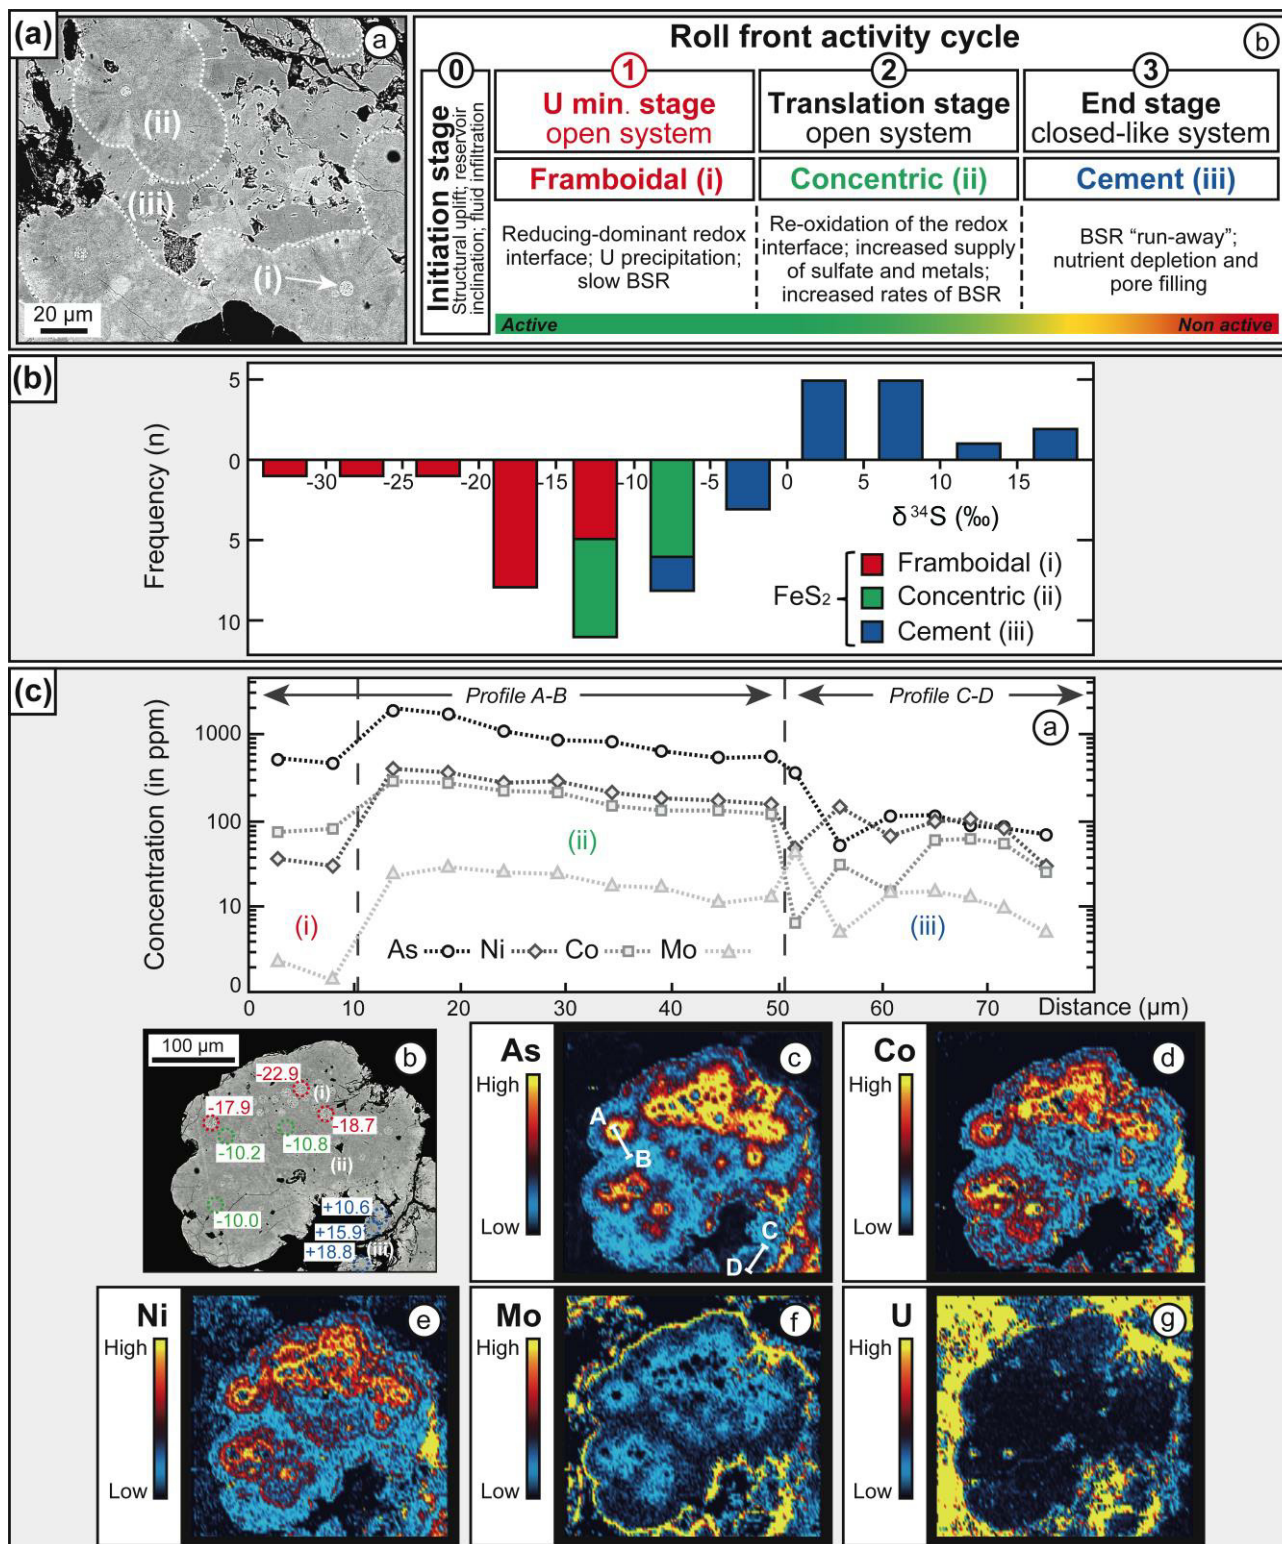 (a)
a
(ii)
(iii)
(i)
20 µm
Roll front activity cycle
b
0
Initiation stage
Structural uplift; reservoir
inclination; fluid infiltration
1
U min. stage
open system
Framboidal (i)
Reducing-dominant redox
interface; U precipitation;
slow BSR
2
Translation stage
open system
Concentric (ii)
Re-oxidation of the redox
interface; increased supply
of sulfate and metals;
increased rates of BSR
3
End stage
closed-like system
Cement (iii)
BSR “run-away”;
nutrient depletion and
pore filling
Active
Non active
(b)
Frequency (n)
5
0
5
10
-30
-25
-20
-15
-10
-5
0
5
10
15
δ ³⁴S (‰)
FeS₂
Framboidal (i)
Concentric (ii)
Cement (iii)
(c)
Profile A-B
Profile C-D
a
Concentration (in ppm)
1000
100
10
0
(i)
(ii)
(iii)
As
Ni
Co
Mo
0
10
20
30
40
50
60
70
Distance (µm)
100 µm
b
-22.9
(i)
-17.9
-18.7
-10.2
-10.8
(ii)
-10.0
+10.6
+15.9
+18.8
(iii)
As
High
Low
c
A
B
C
D
Co
High
Low
d
Ni
High
Low
e
Mo
High
Low
f
U
High
Low
g